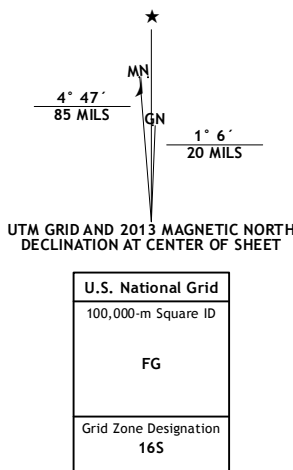 ★
MN
GN
4° 47´
85 MILS
1° 6´
20 MILS
UTM GRID AND 2013 MAGNETIC NORTH
DECLINATION AT CENTER OF SHEET
U.S. National Grid
100,000-m Square ID
FG
Grid Zone Designation
16S